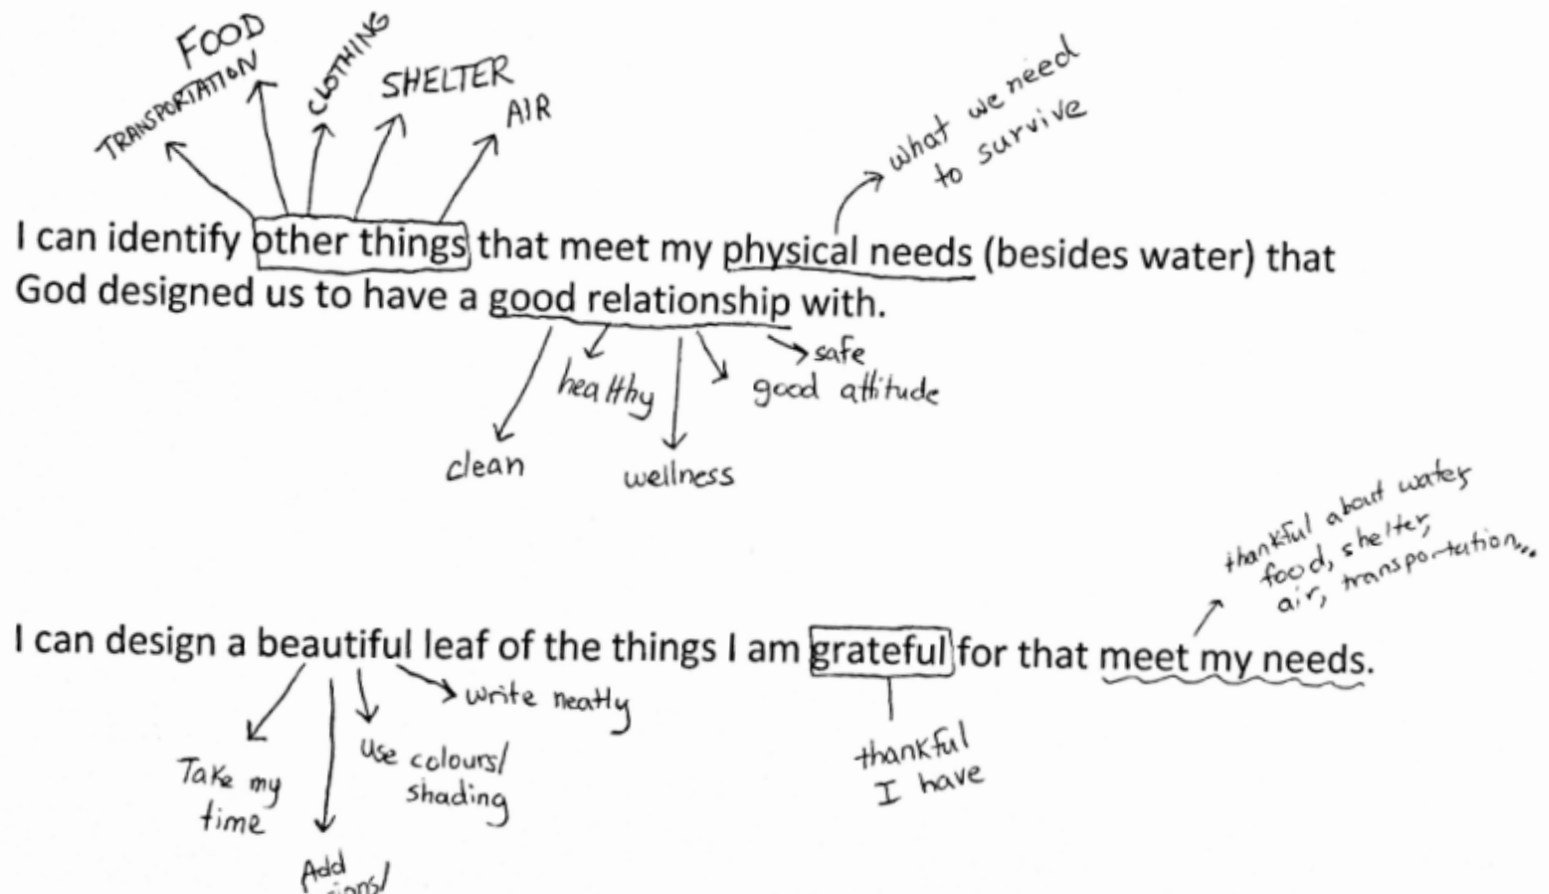 FOOD
TRANSPORTATION
CLOTHING
SHELTER
AIR
what we need
to survive
I can identify other things that meet my physical needs (besides water) that
God designed us to have a good relationship with.
safe
healthy
good attitude
clean
wellness
thankful about water,
food, shelter,
air, transportation...
I can design a beautiful leaf of the things I am grateful for that meet my needs.
write neatly
Use colours/
shading
Take my
time
thankful
I have
Add